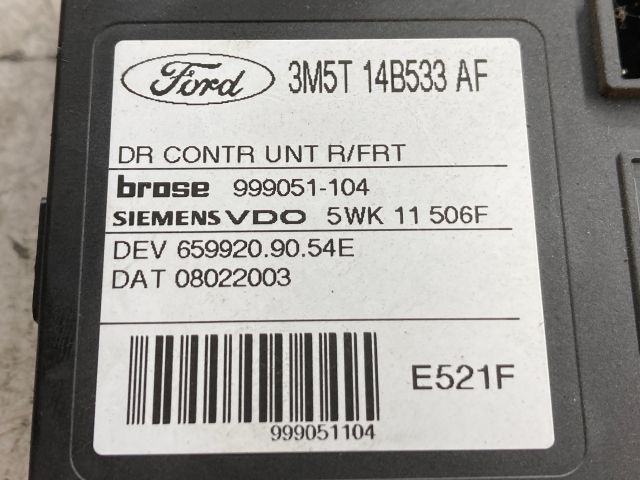 Ford 3M5T 14B533 AF
DR CONTR UNT R/FRT
brose 999051-104
SIEMENS VDO 5WK 11 506F
DEV 659920.90.54E
DAT 08022003
E521F
999051104